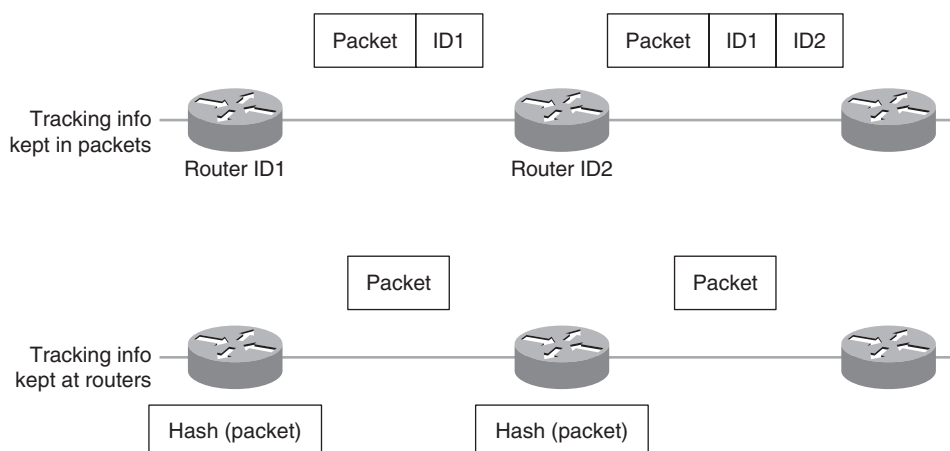 Packet ID1
Packet ID1 ID2
Tracking info
kept in packets
Router ID1
Router ID2
Packet
Packet
Tracking info
kept at routers
Hash (packet)
Hash (packet)